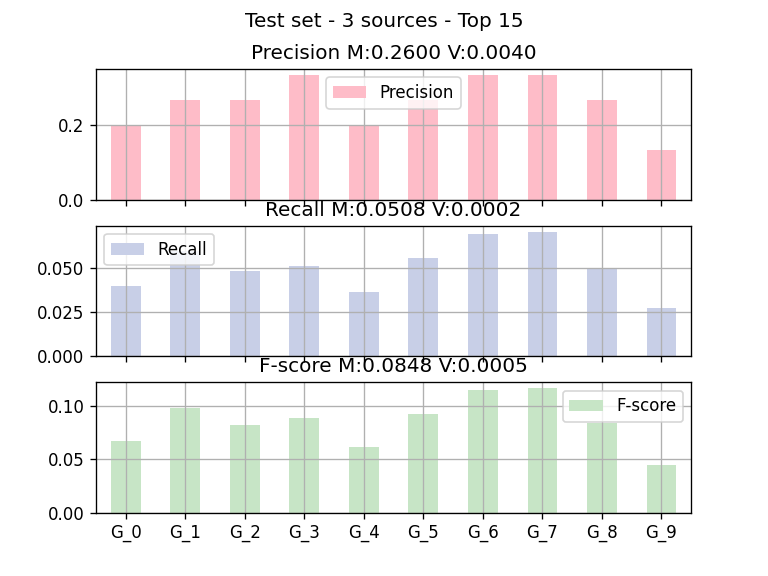 Test set - 3 sources - Top 15
Precision M:0.2600 V:0.0040
Precision
0.2
0.0
Recall M:0.0508 V:0.0002
Recall
0.050
0.025
0.000
F-score M:0.0848 V:0.0005
F-score
0.10
0.05
0.00
G_0 G_1 G_2 G_3 G_4 G_5 G_6 G_7 G_8 G_9